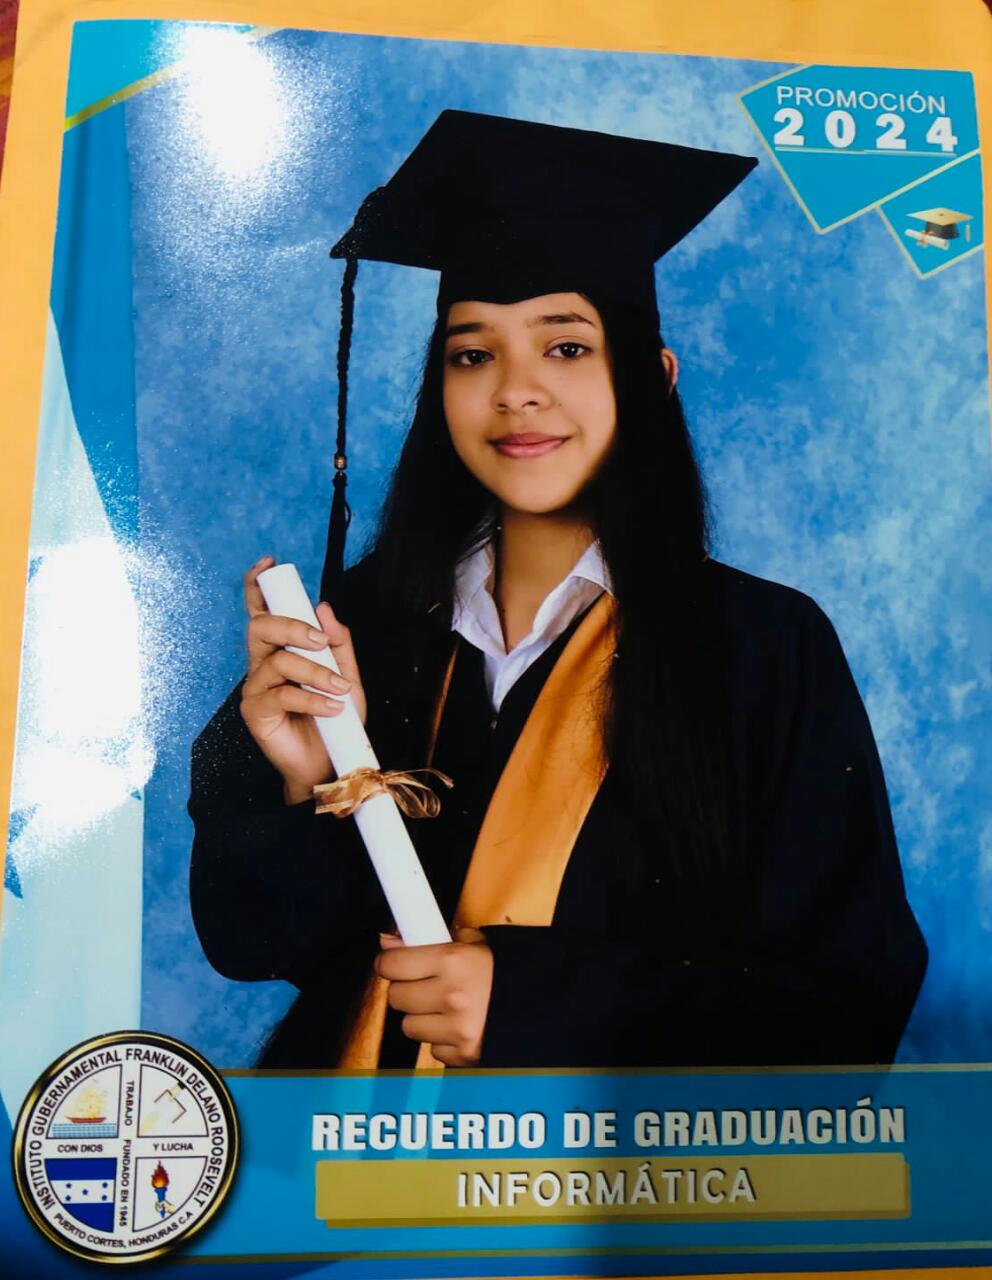 PROMOCIÓN
2024
INSTITUTO GUBERNAMENTAL FRANKLIN DELANO ROOSEVELT
TRABAJO
CON DIOS
Y LUCHA
FUNDADO EN 1945
PUERTO CORTES, HONDURAS C.A
RECUERDO DE GRADUACIÓN
INFORMÁTICA